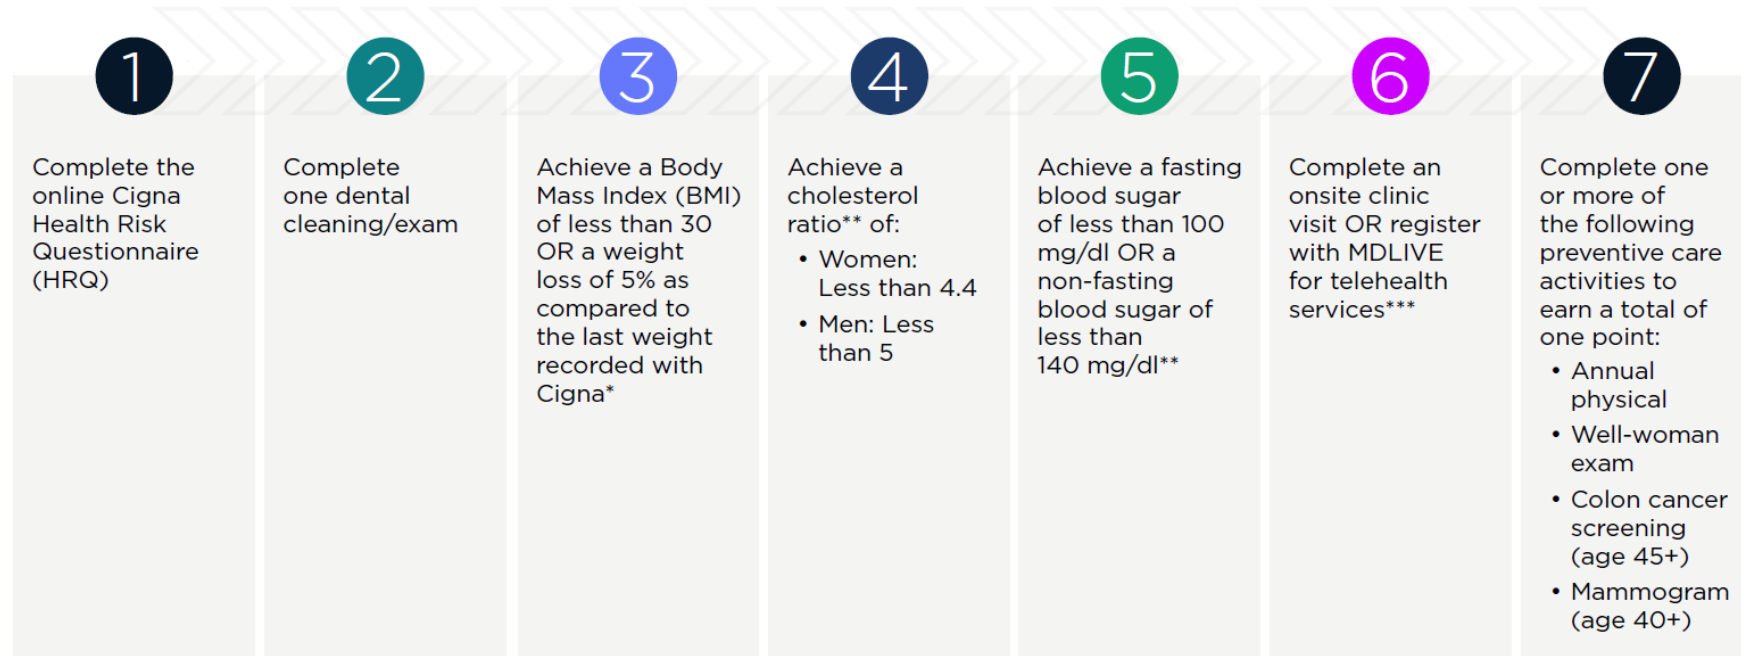 1
Complete the
online Cigna
Health Risk
Questionnaire
(HRQ)
2
Complete
one dental
cleaning/exam
3
Achieve a Body
Mass Index (BMI)
of less than 30
OR a weight
loss of 5% as
compared to
the last weight
recorded with
Cigna*
4
Achieve a
cholesterol
ratio** of:
• Women:
Less than 4.4
• Men: Less
than 5
5
Achieve a fasting
blood sugar
of less than 100
mg/dl OR a
non-fasting
blood sugar of
less than
140 mg/dl**
6
Complete an
onsite clinic
visit OR register
with MDLIVE
for telehealth
services***
7
Complete one
or more of
the following
preventive care
activities to
earn a total of
one point:
• Annual
physical
• Well-woman
exam
• Colon cancer
screening
(age 45+)
• Mammogram
(age 40+)